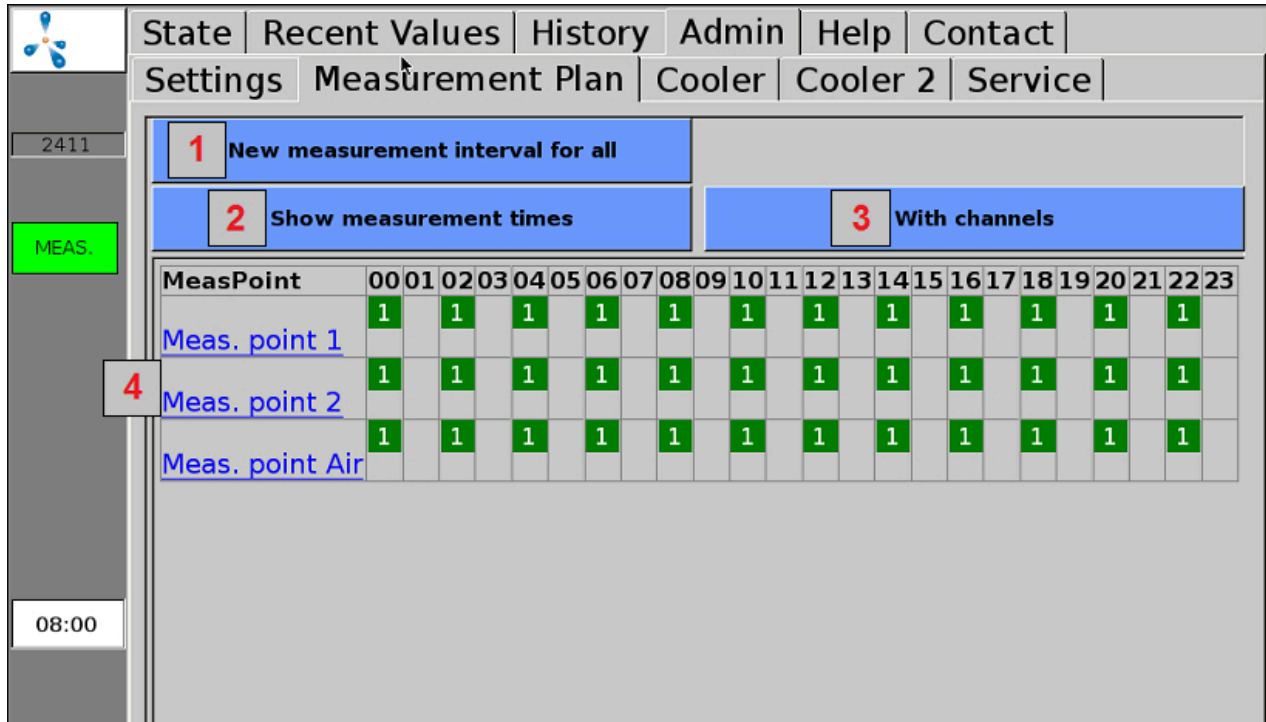 State Recent Values History Admin Help Contact
Settings Measurement Plan Cooler Cooler 2 Service
2411
1 New measurement interval for all
2 Show measurement times 3 With channels
MEAS.
MeasPoint 00 01 02 03 04 05 06 07 08 09 10 11 12 13 14 15 16 17 18 19 20 21 22 23
1 1 1 1 1 1 1 1 1 1 1 1
Meas. point 1
4
1 1 1 1 1 1 1 1 1 1 1 1
Meas. point 2
1 1 1 1 1 1 1 1 1 1 1 1
Meas. point Air
08:00